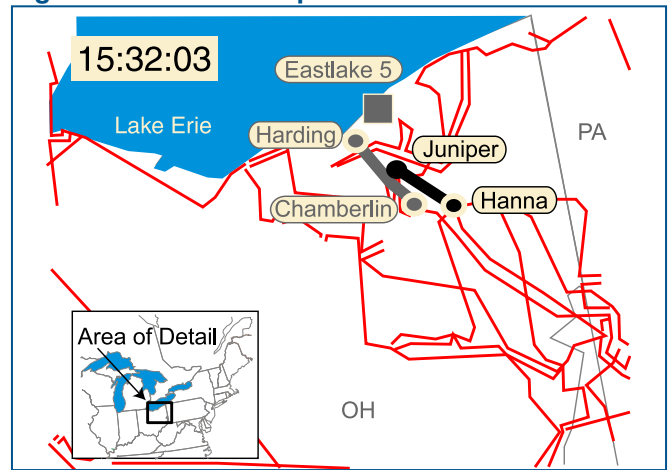 15:32:03
Eastlake 5
Lake Erie
Harding
PA
Juniper
Chamberlin
Hanna
Area of Detail
OH